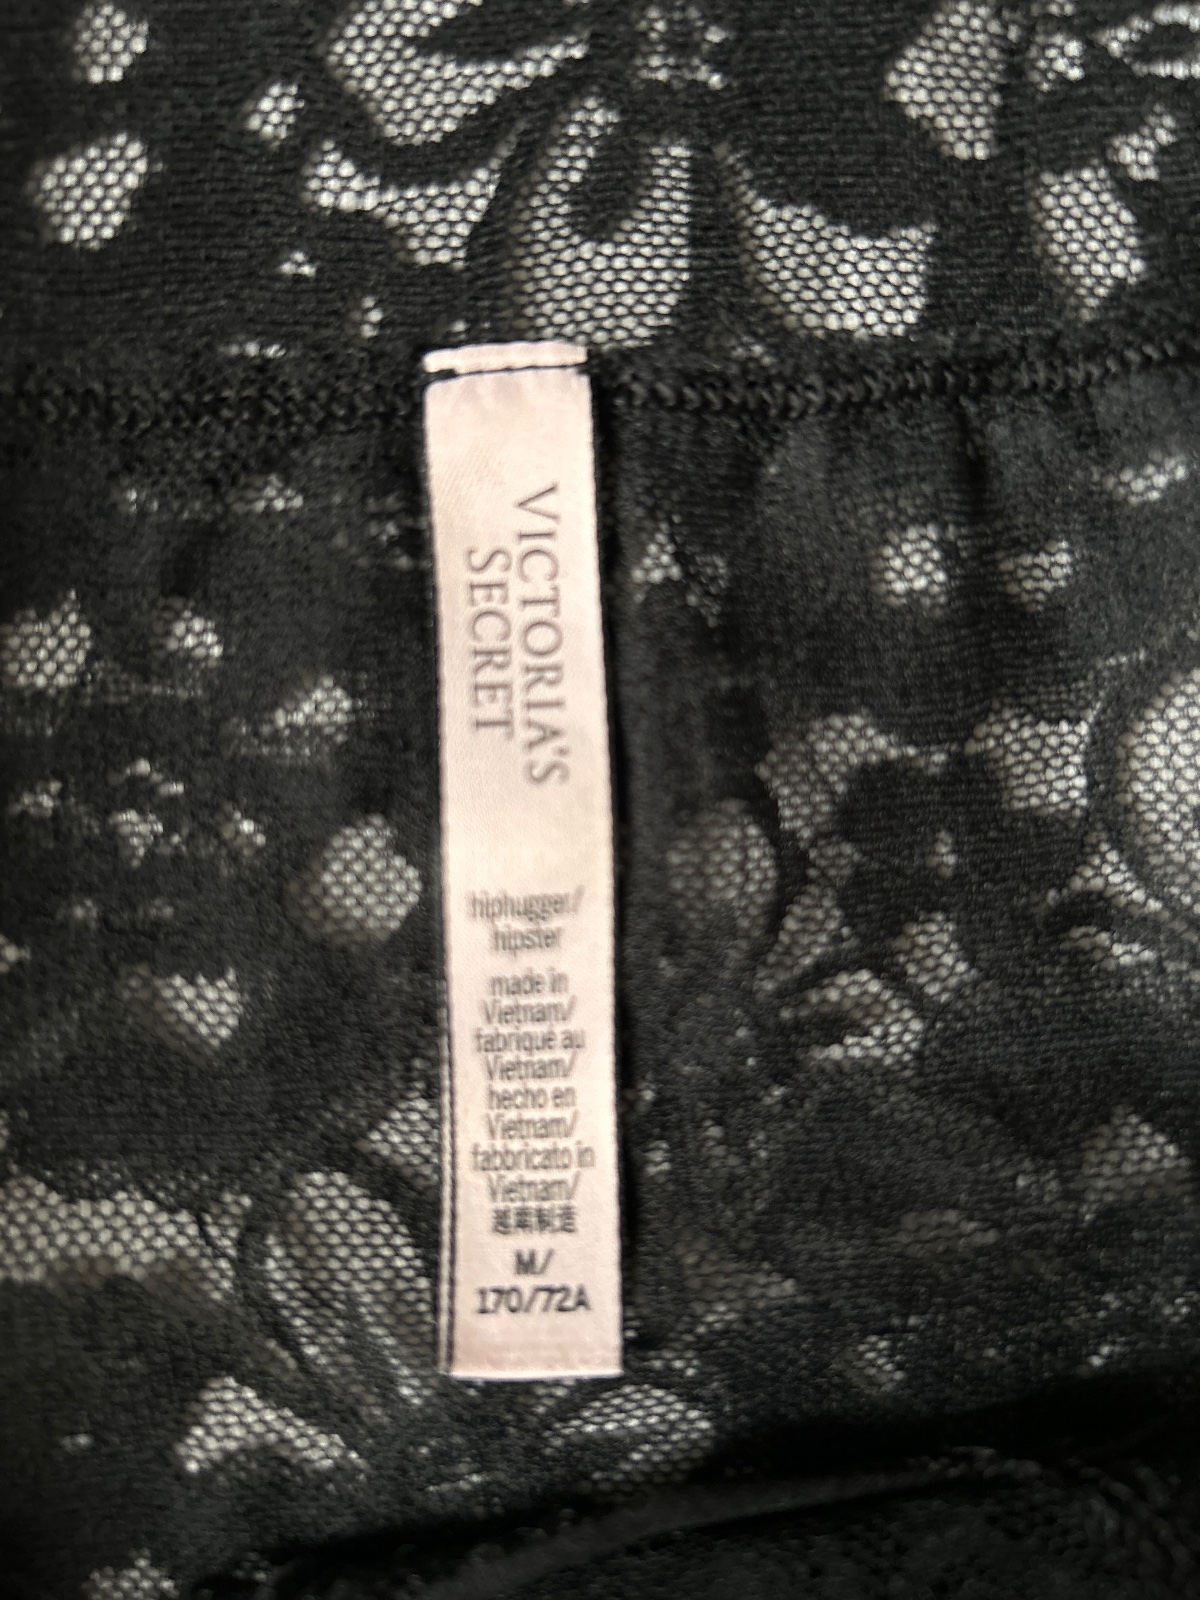 VICTORIA'S
SECRET
hiphugger/
hipster
made in
Vietnam/
fabriqué au
Vietnam/
hecho en
Vietnam/
fabbricato in
Vietnam/
越南制造
M/
170/72A